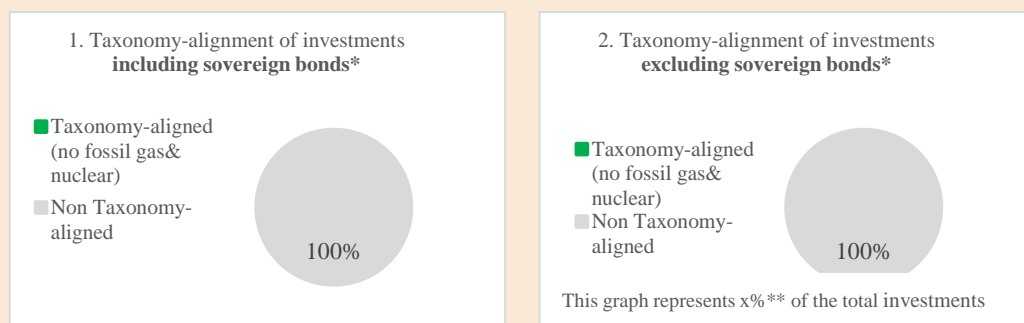 1. Taxonomy-alignment of investments
including sovereign bonds*
Taxonomy-aligned
(no fossil gas&
nuclear)
Non Taxonomy-
aligned
100%
2. Taxonomy-alignment of investments
excluding sovereign bonds*
Taxonomy-aligned
(no fossil gas&
nuclear)
Non Taxonomy-
aligned
100%
This graph represents x%** of the total investments